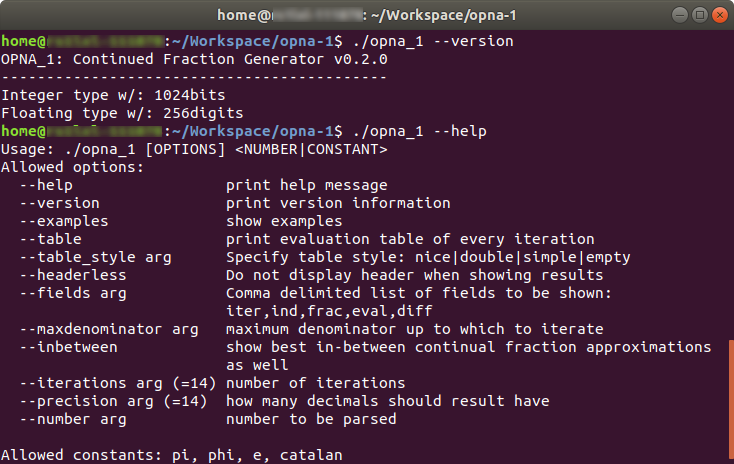 home@ : ~/Workspace/opna-1
home@ :~/Workspace/opna-1$ ./opna_1 --version
OPNA_1: Continued Fraction Generator v0.2.0
-------------------------------------------
Integer type w/: 1024bits
Floating type w/: 256digits
home@ :~/Workspace/opna-1$ ./opna_1 --help
Usage: ./opna_1 [OPTIONS] <NUMBER|CONSTANT>
Allowed options:
  --help                 print help message
  --version              print version information
  --examples             show examples
  --table                print evaluation table of every iteration
  --table_style arg      Specify table style: nice|double|simple|empty
  --headerless           Do not display header when showing results
  --fields arg           Comma delimited list of fields to be shown:
                         iter,ind,frac,eval,diff
  --maxdenominator arg   maximum denominator up to which to iterate
  --inbetween            show best in-between continual fraction approximations
                         as well
  --iterations arg (=14) number of iterations
  --precision arg (=14)  how many decimals should result have
  --number arg           number to be parsed
Allowed constants: pi, phi, e, catalan